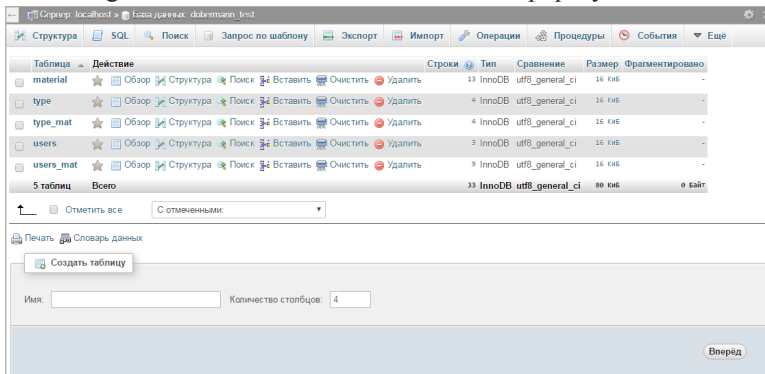 Сервер: localhost » База данных: dobermann_test
Структура SQL Поиск Запрос по шаблону Экспорт Импорт Операции Процедуры События Ещё
Таблица Действие Строки Тип Сравнение Размер Фрагментировано
material Обзор Структура Поиск Вставить Очистить Удалить 13 InnoDB utf8_general_ci 16 КиБ -
type Обзор Структура Поиск Вставить Очистить Удалить 4 InnoDB utf8_general_ci 16 КиБ -
type_mat Обзор Структура Поиск Вставить Очистить Удалить 4 InnoDB utf8_general_ci 16 КиБ -
users Обзор Структура Поиск Вставить Очистить Удалить 3 InnoDB utf8_general_ci 16 КиБ -
users_mat Обзор Структура Поиск Вставить Очистить Удалить 9 InnoDB utf8_general_ci 16 КиБ -
5 таблиц Всего 33 InnoDB utf8_general_ci 80 КиБ 0 Байт
Отметить все С отмеченными:
Печать Словарь данных
Создать таблицу
Имя: Количество столбцов: 4
Вперёд